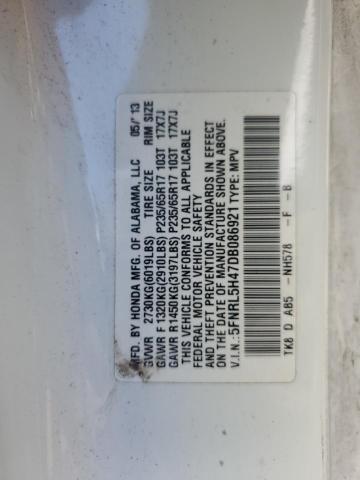 MFD. BY HONDA MFG. OF ALABAMA, LLC 05/'13
GVWR 2730KG(6019LBS) TIRE SIZE RIM SIZE
GAWR F 1320KG(2910LBS) P235/65R17 103T 17X7J
GAWR R 1450KG(3197LBS) P235/65R17 103T 17X7J
THIS VEHICLE CONFORMS TO ALL APPLICABLE
FEDERAL MOTOR VEHICLE SAFETY
AND THEFT PREVENTION STANDARDS IN EFFECT
ON THE DATE OF MANUFACTURE SHOWN ABOVE.
V.I.N.:5FNRL5H47DB086921 TYPE: MPV
TK8 D AB5 -NH578 -F -B